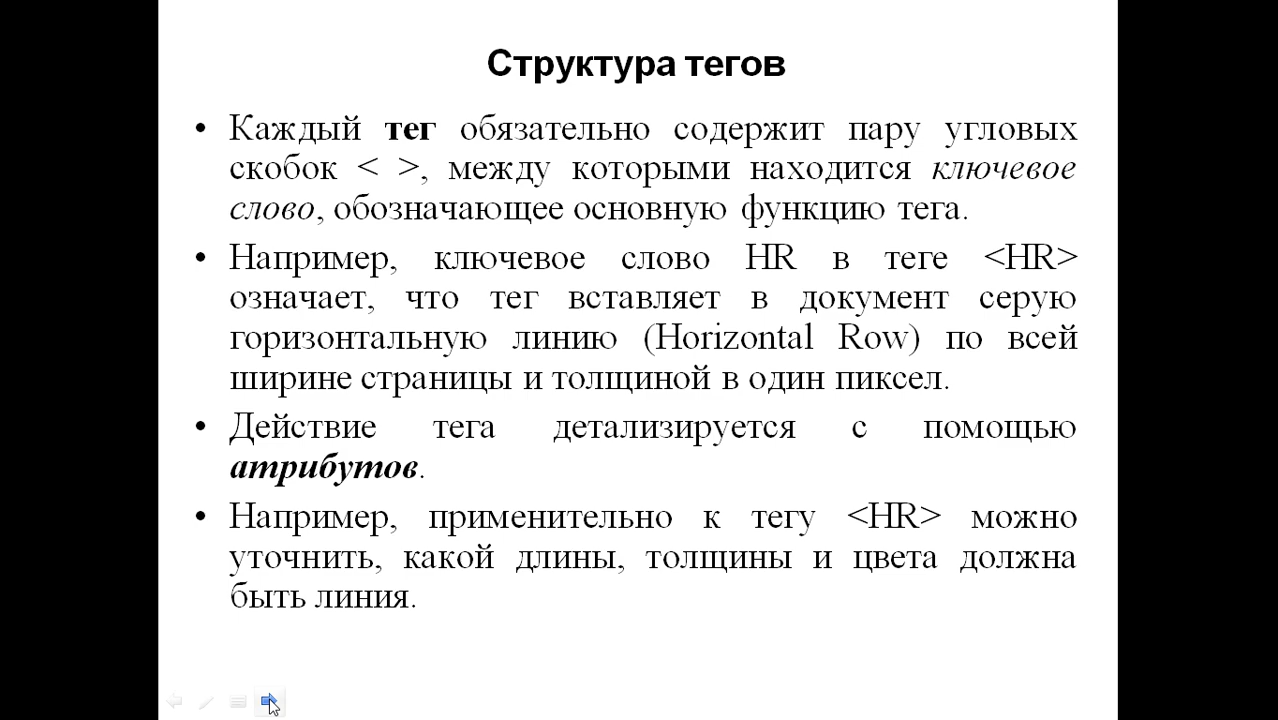 Структура тегов
• Каждый тег обязательно содержит пару угловых
скобок < >, между которыми находится ключевое
слово, обозначающее основную функцию тега.
• Например, ключевое слово HR в теге <HR>
означает, что тег вставляет в документ серую
горизонтальную линию (Horizontal Row) по всей
ширине страницы и толщиной в один пиксел.
• Действие тега детализируется с помощью
атрибутов.
• Например, применительно к тегу <HR> можно
уточнить, какой длины, толщины и цвета должна
быть линия.